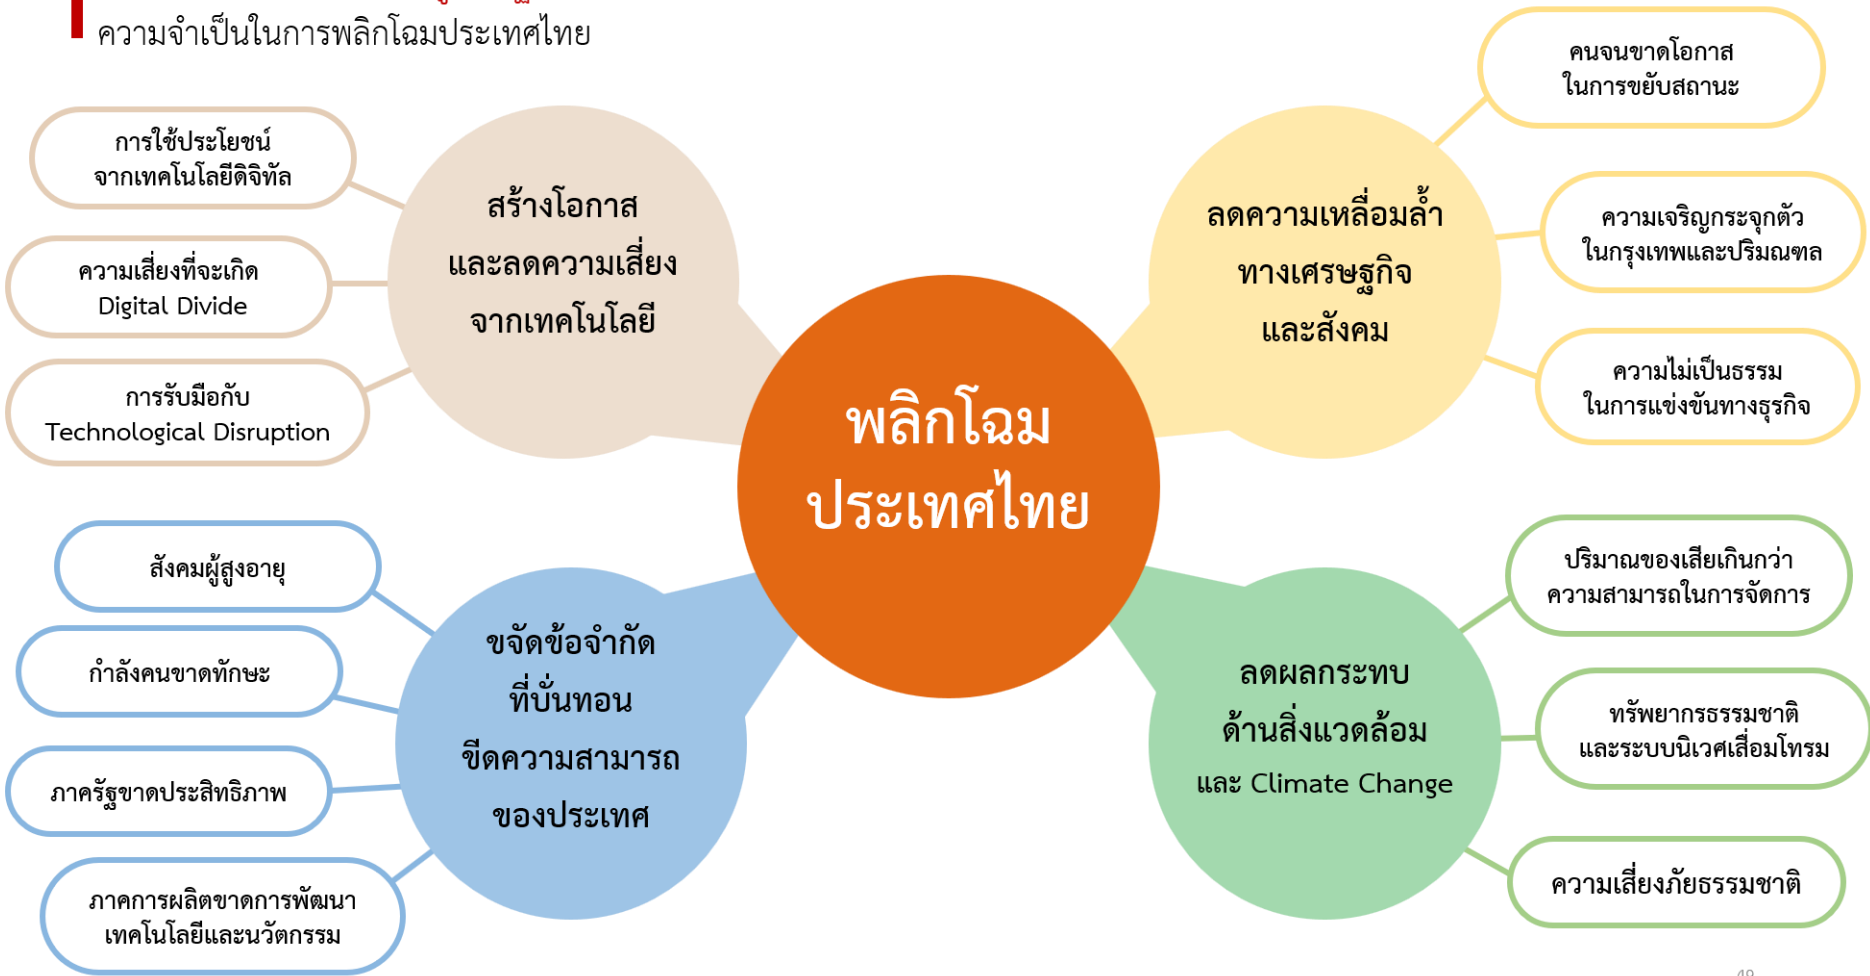 ความจำเป็นในการพลิกโฉมประเทศไทย
การใช้ประโยชน์
จากเทคโนโลยีดิจิทัล
ความเสี่ยงที่จะเกิด
Digital Divide
การรับมือกับ
Technological Disruption
สร้างโอกาส
และลดความเสี่ยง
จากเทคโนโลยี
คนจนขาดโอกาส
ในการขยับสถานะ
ความเจริญกระจุกตัว
ในกรุงเทพและปริมณฑล
ความไม่เป็นธรรม
ในการแข่งขันทางธุรกิจ
ลดความเหลื่อมล้ำ
ทางเศรษฐกิจ
และสังคม
พลิกโฉม
ประเทศไทย
สังคมผู้สูงอายุ
กำลังคนขาดทักษะ
ภาครัฐขาดประสิทธิภาพ
ภาคการผลิตขาดการพัฒนา
เทคโนโลยีและนวัตกรรม
ขจัดข้อจำกัด
ที่บั่นทอน
ขีดความสามารถ
ของประเทศ
ลดผลกระทบ
ด้านสิ่งแวดล้อม
และ Climate Change
ปริมาณของเสียเกินกว่า
ความสามารถในการจัดการ
ทรัพยากรธรรมชาติ
และระบบนิเวศเสื่อมโทรม
ความเสี่ยงภัยธรรมชาติ